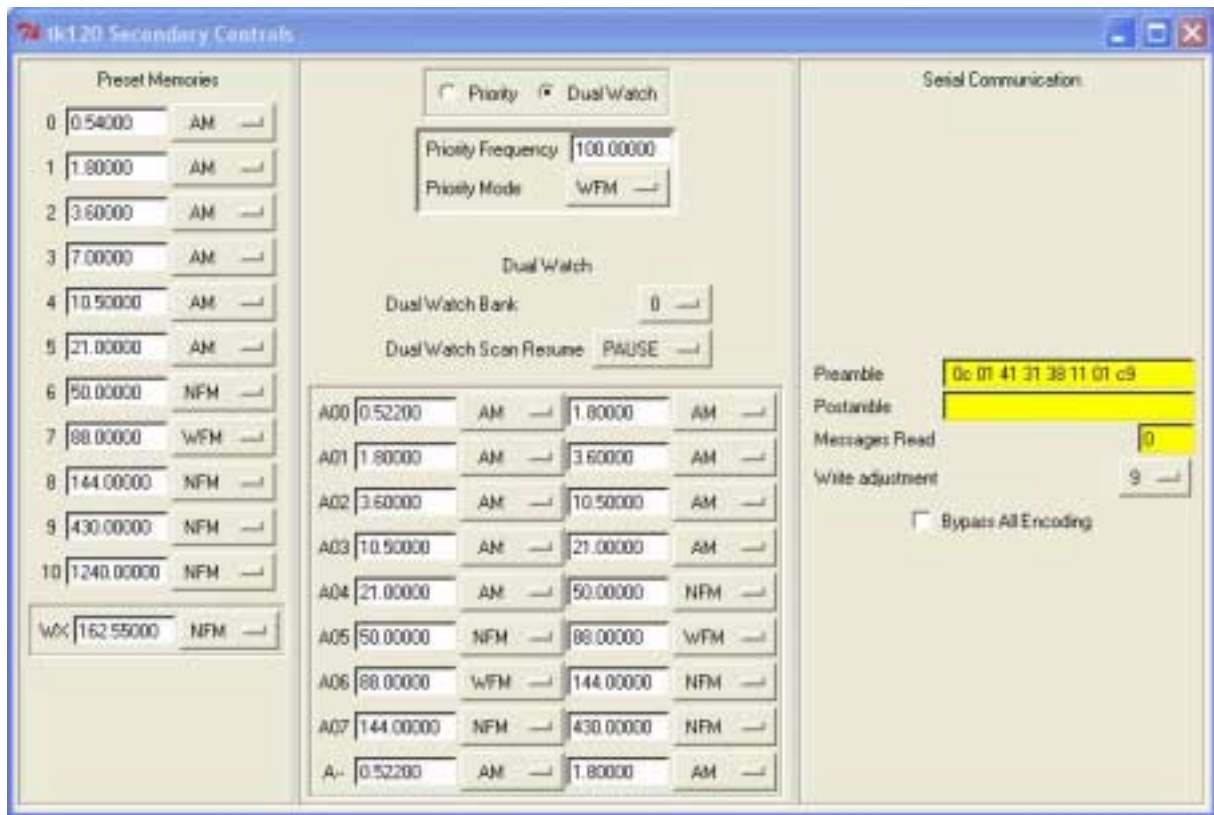 tk120 Secondary Controls
Preset Memories
0 0.54000 AM
1 1.80000 AM
2 3.60000 AM
3 7.00000 AM
4 10.50000 AM
5 21.00000 AM
6 50.00000 NFM
7 88.00000 WFM
8 144.00000 NFM
9 430.00000 NFM
10 1240.00000 NFM
WX 162.55000 NFM
Priority Dual Watch
Priority Frequency 100.00000
Priority Mode WFM
Dual Watch
Dual Watch Bank 0
Dual Watch Scan Resume PAUSE
A00 0.52200 AM 1.80000 AM
A01 1.80000 AM 3.60000 AM
A02 3.60000 AM 10.50000 AM
A03 10.50000 AM 21.00000 AM
A04 21.00000 AM 50.00000 NFM
A05 50.00000 NFM 88.00000 WFM
A06 88.00000 WFM 144.00000 NFM
A07 144.00000 NFM 430.00000 NFM
A-- 0.52200 AM 1.80000 AM
Serial Communication
Preamble 0c 01 41 31 38 11 01 c9
Postamble
Messages Read 0
Write adjustment 9
Bypass All Encoding